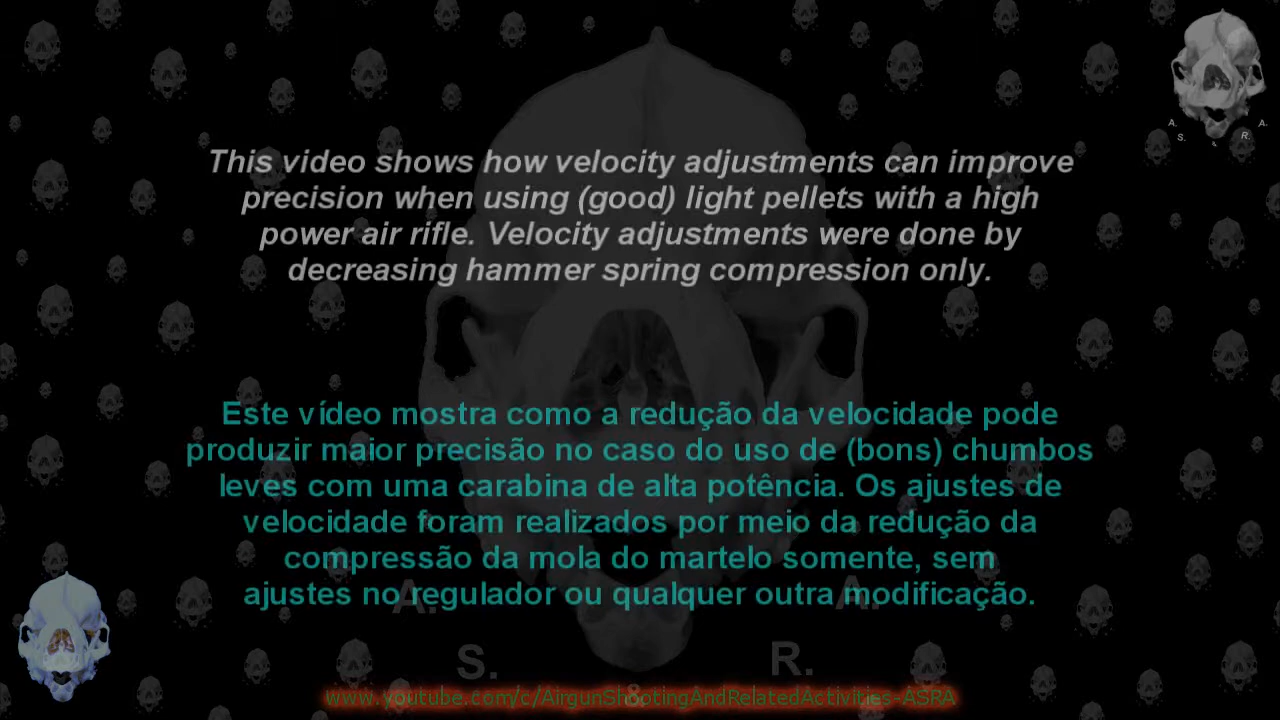 A.
A.
S.
R.
&
This video shows how velocity adjustments can improve
precision when using (good) light pellets with a high
power air rifle. Velocity adjustments were done by
decreasing hammer spring compression only.
Este vídeo mostra como a redução da velocidade pode
produzir maior precisão no caso do uso de (bons) chumbos
leves com uma carabina de alta potência. Os ajustes de
velocidade foram realizados por meio da redução da
compressão da mola do martelo somente, sem
ajustes no regulador ou qualquer outra modificação.
A. A.
S. R.
&
www.youtube.com/c/AirgunShootingAndRelatedActivities-ASRA